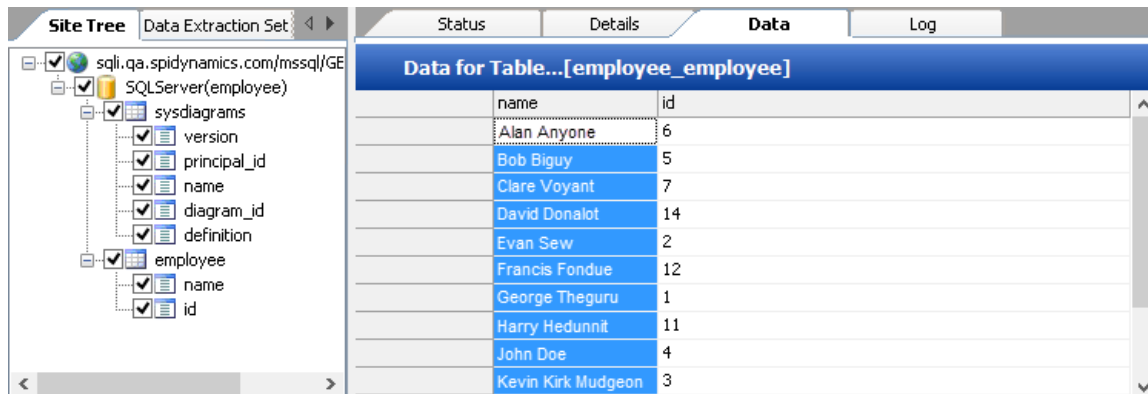 Site Tree Data Extraction Set
sqli.qa.spidynamics.com/mssql/GE
SQLServer(employee)
sysdiagrams
version
principal_id
name
diagram_id
definition
employee
name
id
Status Details Data Log
Data for Table...[employee_employee]
name id
Alan Anyone 6
Bob Biguy 5
Clare Voyant 7
David Donalot 14
Evan Sew 2
Francis Fondue 12
George Theguru 1
Harry Hedunnit 11
John Doe 4
Kevin Kirk Mudgeon 3